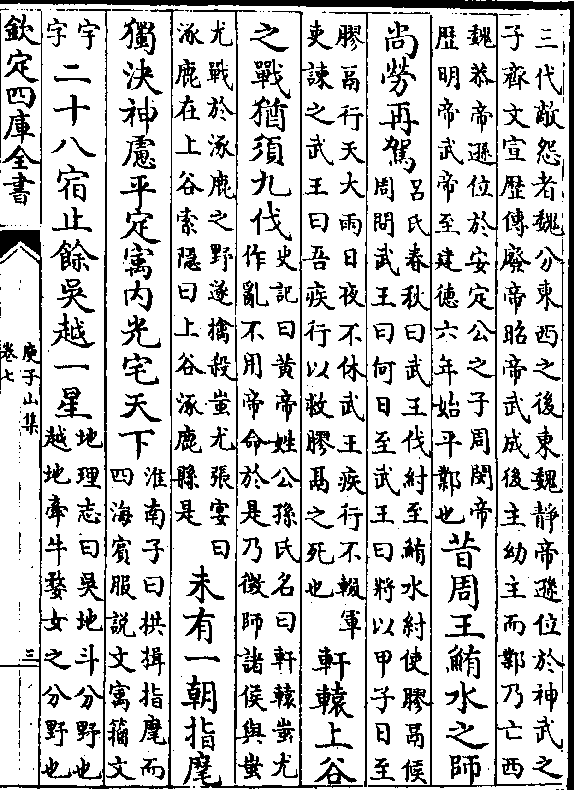 三代敵怨者魏分東西之後東魏静帝遜位於神武之
子齊文宣歴傳廢帝昭帝武成後主幼主而鄴乃亡西
魏恭帝遜位於安定公之子周閔帝
歴明帝武帝至建德六年始平鄴也
昔周王鮪水之師
尚勞再駕
吕氏春秋曰武王伐紂至鮪水紂使膠鬲候
周問武王曰何日至武王曰將以甲子日至
膠鬲行天大雨日夜不休武王疾行不輟軍
吏諫之武王曰吾疾行以救膠鬲之死也
軒轅上谷
之戰猶須九伐
史記曰黄帝姓公孫氏名曰軒轅蚩尤
作亂不用帝命於是乃徵師諸侯與蚩
尤戰於涿鹿之野遂擒殺蚩尤張宴曰
涿鹿在上谷索隠曰上谷涿鹿縣是
未有一朝指麾
獨決神慮平定寓内光宅天下
淮南子曰拱揖指麾而
四海賓服説文寓籀文
宇
字
二十八宿止餘吳越一星
地理志曰吳地斗分野也
越地牽牛婺女之分野也
欽定四庫全書
庾子山集
卷七
三